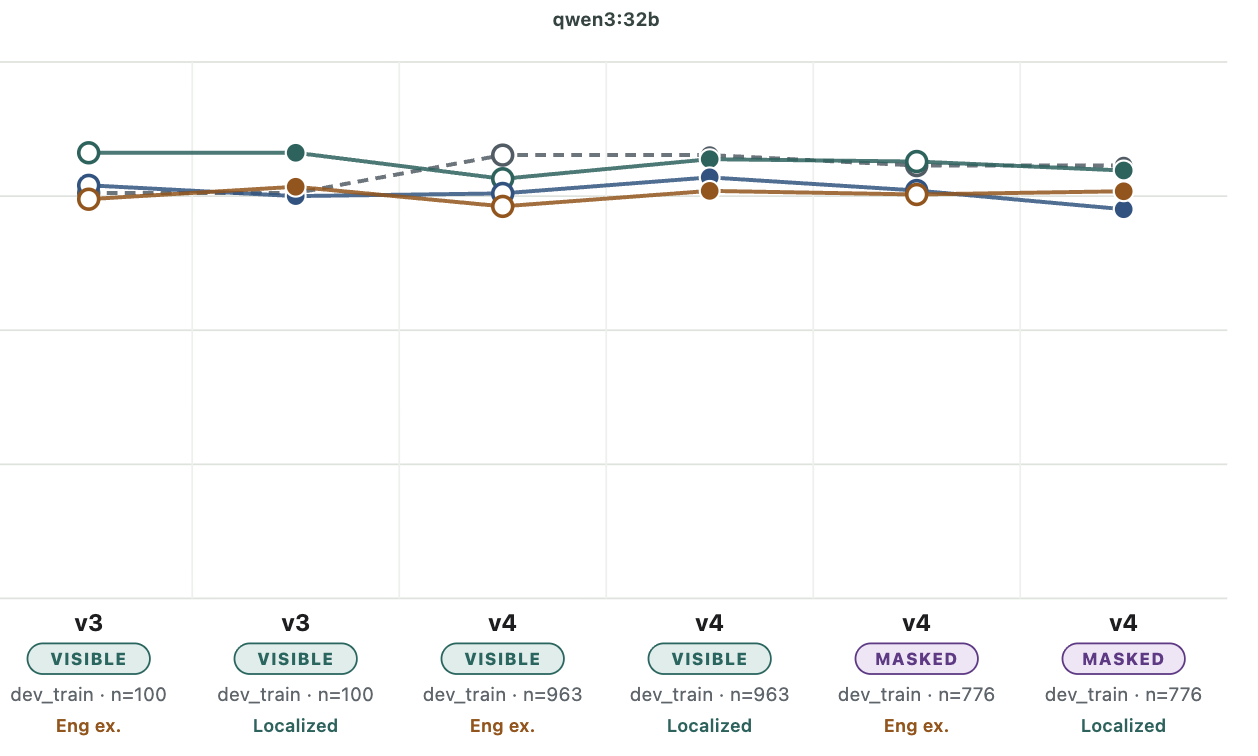 qwen3:32b
v3 v3 v4 v4 v4 v4
VISIBLE VISIBLE VISIBLE VISIBLE MASKED MASKED
dev_train · n=100 dev_train · n=100 dev_train · n=963 dev_train · n=963 dev_train · n=776 dev_train · n=776
Eng ex. Localized Eng ex. Localized Eng ex. Localized